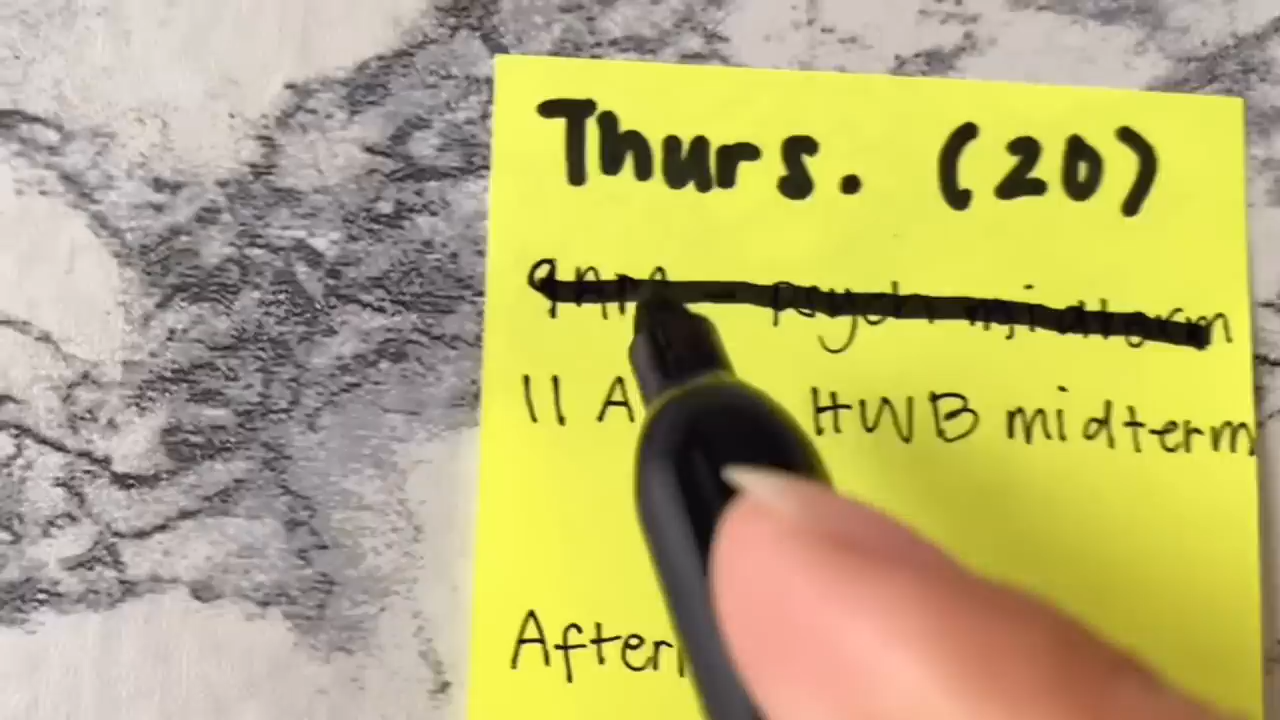 Thurs. (20)
9AM - psych midterm
11 A HWB midterm
After